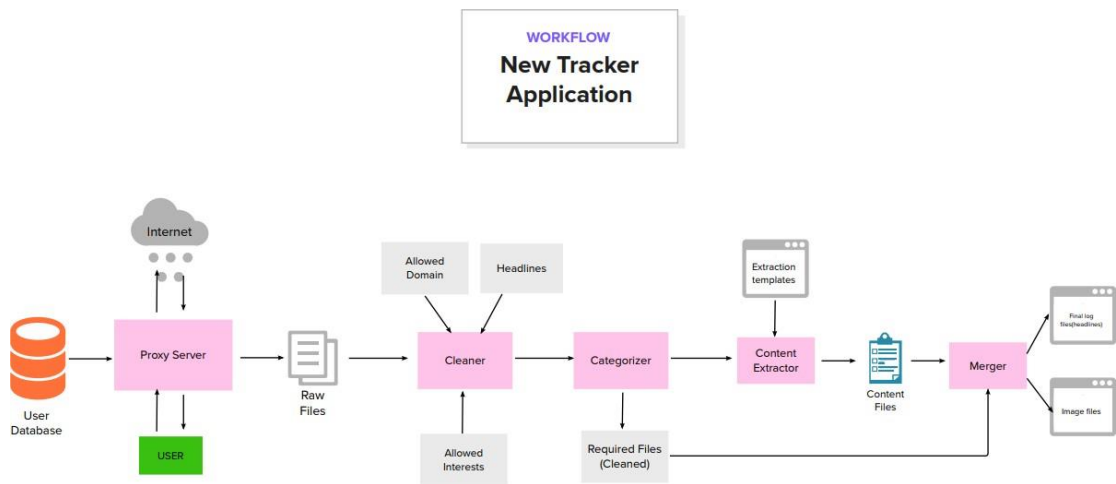 WORKFLOW
New Tracker
Application
Internet
Allowed
Domain
Headlines
Extraction
templates
Final log
files(headlines)
Proxy Server
Cleaner
Categorizer
Content
Extractor
Merger
Raw
Files
Content
Files
User
Database
Image files
USER
Allowed
Interests
Required Files
(Cleaned)